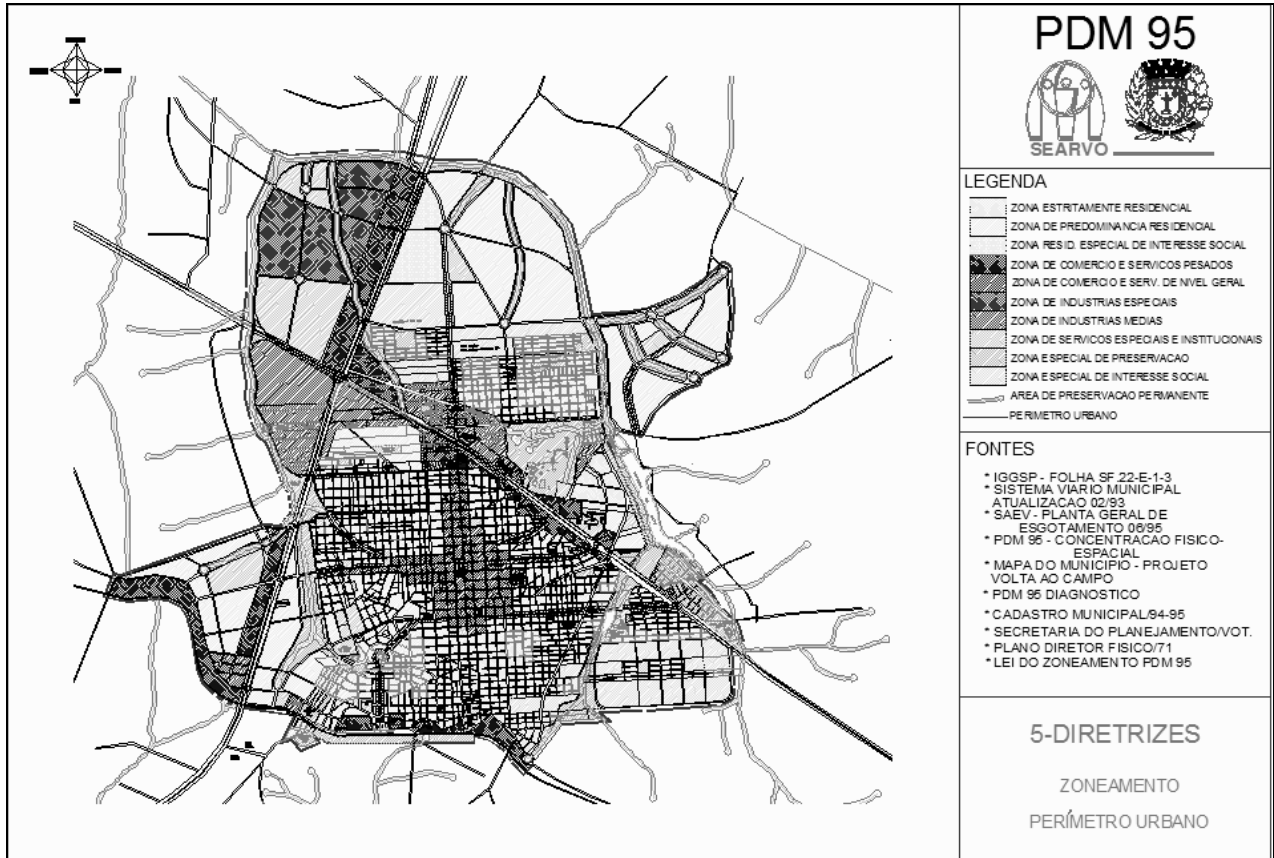 PDM 95
SEARVO
LEGENDA
ZONA ESTRITAMENTE RESIDENCIAL
ZONA DE PREDOMINANCIA RESIDENCIAL
ZONA RESID. ESPECIAL DE INTERESSE SOCIAL
ZONA DE COMERCIO E SERVICOS PESADOS
ZONA DE COMERCIO E SERV. DE NIVEL GERAL
ZONA DE INDUSTRIAS ESPECIAIS
ZONA DE INDUSTRIAS MEDIAS
ZONA DE SERVICOS ESPECIAIS E INSTITUCIONAIS
ZONA ESPECIAL DE PRESERVACAO
ZONA ESPECIAL DE INTERESSE SOCIAL
AREA DE PRESERVACAO PERMANENTE
PERIMETRO URBANO
FONTES
* IGGSP - FOLHA SF.22-E-1-3
* SISTEMA VIARIO MUNICIPAL
ATUALIZACAO 02/93
* SAEV - PLANTA GERAL DE
ESGOTAMENTO 06/95
* PDM 95 - CONCENTRACAO FISICO-
ESPACIAL
* MAPA DO MUNICIPIO - PROJETO
VOLTA AO CAMPO
* PDM 95 DIAGNOSTICO
* CADASTRO MUNICIPAL/94-95
* SECRETARIA DO PLANEJAMENTO/VOT.
* PLANO DIRETOR FISICO/71
* LEI DO ZONEAMENTO PDM 95
5-DIRETRIZES
ZONEAMENTO
PERÍMETRO URBANO